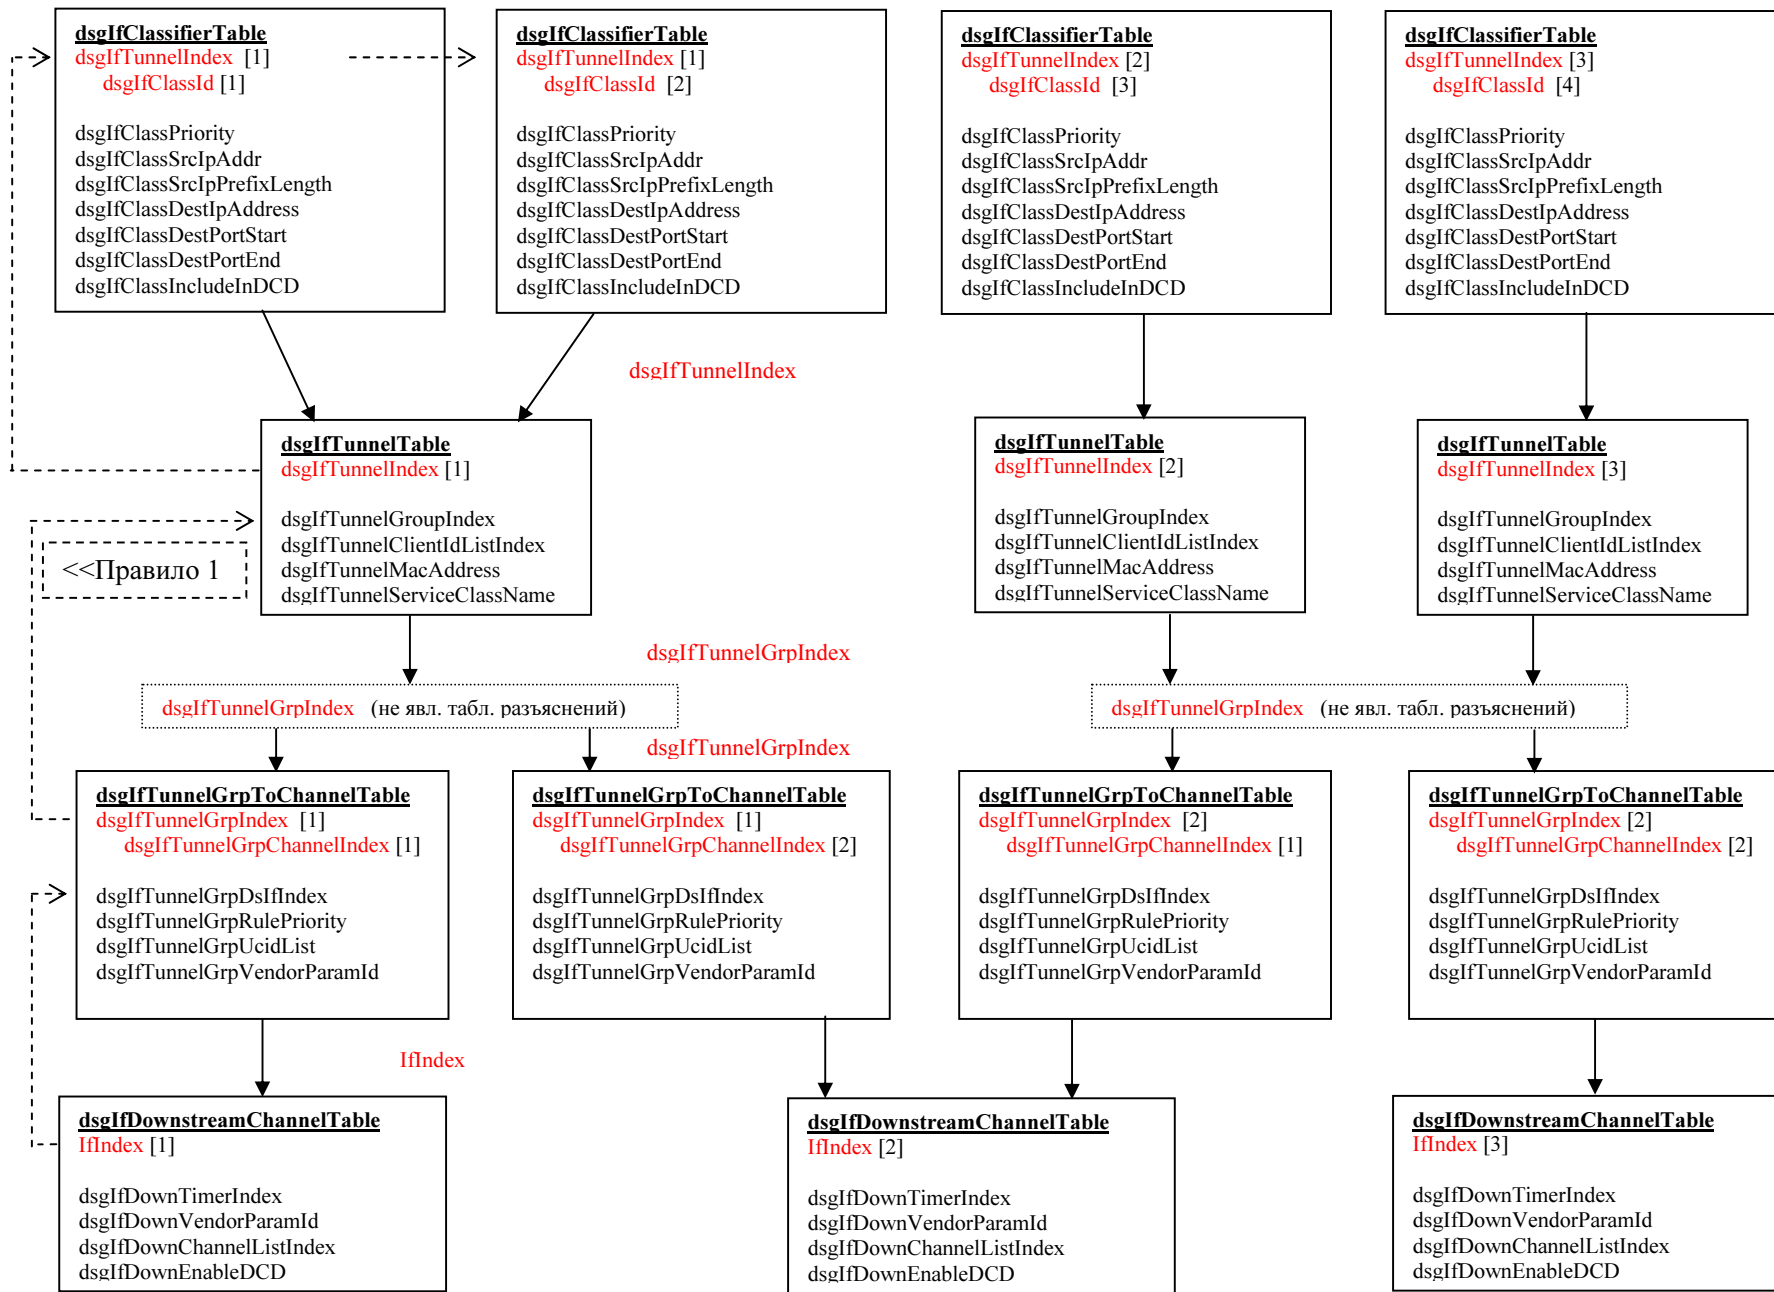 dsgIfClassifierTable
dsgIfTunnelIndex [1]
dsgIfClassId [1]
dsgIfClassPriority
dsgIfClassSrcIpAddr
dsgIfClassSrcIpPrefixLength
dsgIfClassDestIpAddress
dsgIfClassDestPortStart
dsgIfClassDestPortEnd
dsgIfClassIncludeInDCD
dsgIfClassifierTable
dsgIfTunnelIndex [1]
dsgIfClassId [2]
dsgIfClassPriority
dsgIfClassSrcIpAddr
dsgIfClassSrcIpPrefixLength
dsgIfClassDestIpAddress
dsgIfClassDestPortStart
dsgIfClassDestPortEnd
dsgIfClassIncludeInDCD
dsgIfClassifierTable
dsgIfTunnelIndex [2]
dsgIfClassId [3]
dsgIfClassPriority
dsgIfClassSrcIpAddr
dsgIfClassSrcIpPrefixLength
dsgIfClassDestIpAddress
dsgIfClassDestPortStart
dsgIfClassDestPortEnd
dsgIfClassIncludeInDCD
dsgIfClassifierTable
dsgIfTunnelIndex [3]
dsgIfClassId [4]
dsgIfClassPriority
dsgIfClassSrcIpAddr
dsgIfClassSrcIpPrefixLength
dsgIfClassDestIpAddress
dsgIfClassDestPortStart
dsgIfClassDestPortEnd
dsgIfClassIncludeInDCD
dsgIfTunnelIndex
dsgIfTunnelTable
dsgIfTunnelIndex [1]
dsgIfTunnelGroupIndex
dsgIfTunnelClientIdListIndex
dsgIfTunnelMacAddress
dsgIfTunnelServiceClassName
<<Правило 1
dsgIfTunnelTable
dsgIfTunnelIndex [2]
dsgIfTunnelGroupIndex
dsgIfTunnelClientIdListIndex
dsgIfTunnelMacAddress
dsgIfTunnelServiceClassName
dsgIfTunnelTable
dsgIfTunnelIndex [3]
dsgIfTunnelGroupIndex
dsgIfTunnelClientIdListIndex
dsgIfTunnelMacAddress
dsgIfTunnelServiceClassName
dsgIfTunnelGrpIndex
dsgIfTunnelGrpIndex (не явл. табл. разъяснений)
dsgIfTunnelGrpIndex (не явл. табл. разъяснений)
dsgIfTunnelGrpIndex
dsgIfTunnelGrpToChannelTable
dsgIfTunnelGrpIndex [1]
dsgIfTunnelGrpChannelIndex [1]
dsgIfTunnelGrpDsIfIndex
dsgIfTunnelGrpRulePriority
dsgIfTunnelGrpUcidList
dsgIfTunnelGrpVendorParamId
dsgIfTunnelGrpToChannelTable
dsgIfTunnelGrpIndex [1]
dsgIfTunnelGrpChannelIndex [2]
dsgIfTunnelGrpDsIfIndex
dsgIfTunnelGrpRulePriority
dsgIfTunnelGrpUcidList
dsgIfTunnelGrpVendorParamId
dsgIfTunnelGrpToChannelTable
dsgIfTunnelGrpIndex [2]
dsgIfTunnelGrpChannelIndex [1]
dsgIfTunnelGrpDsIfIndex
dsgIfTunnelGrpRulePriority
dsgIfTunnelGrpUcidList
dsgIfTunnelGrpVendorParamId
dsgIfTunnelGrpToChannelTable
dsgIfTunnelGrpIndex [2]
dsgIfTunnelGrpChannelIndex [2]
dsgIfTunnelGrpDsIfIndex
dsgIfTunnelGrpRulePriority
dsgIfTunnelGrpUcidList
dsgIfTunnelGrpVendorParamId
IfIndex
dsgIfDownstreamChannelTable
IfIndex [1]
dsgIfDownTimerIndex
dsgIfDownVendorParamId
dsgIfDownChannelListIndex
dsgIfDownEnableDCD
dsgIfDownstreamChannelTable
IfIndex [2]
dsgIfDownTimerIndex
dsgIfDownVendorParamId
dsgIfDownChannelListIndex
dsgIfDownEnableDCD
dsgIfDownstreamChannelTable
IfIndex [3]
dsgIfDownTimerIndex
dsgIfDownVendorParamId
dsgIfDownChannelListIndex
dsgIfDownEnableDCD